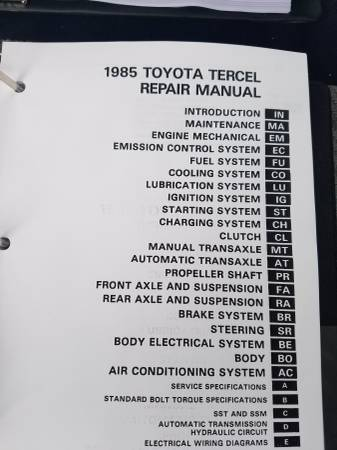 1985 TOYOTA TERCEL
REPAIR MANUAL
INTRODUCTION IN
MAINTENANCE MA
ENGINE MECHANICAL EM
EMISSION CONTROL SYSTEM EC
FUEL SYSTEM FU
COOLING SYSTEM CO
LUBRICATION SYSTEM LU
IGNITION SYSTEM IG
STARTING SYSTEM ST
CHARGING SYSTEM CH
CLUTCH CL
MANUAL TRANSAXLE MT
AUTOMATIC TRANSAXLE AT
PROPELLER SHAFT PR
FRONT AXLE AND SUSPENSION FA
REAR AXLE AND SUSPENSION RA
BRAKE SYSTEM BR
STEERING SR
BODY ELECTRICAL SYSTEM BE
BODY BO
AIR CONDITIONING SYSTEM AC
SERVICE SPECIFICATIONS A
STANDARD BOLT TORQUE SPECIFICATIONS B
SST AND SSM C
AUTOMATIC TRANSMISSION
HYDRAULIC CIRCUIT D
ELECTRICAL WIRING DIAGRAMS E